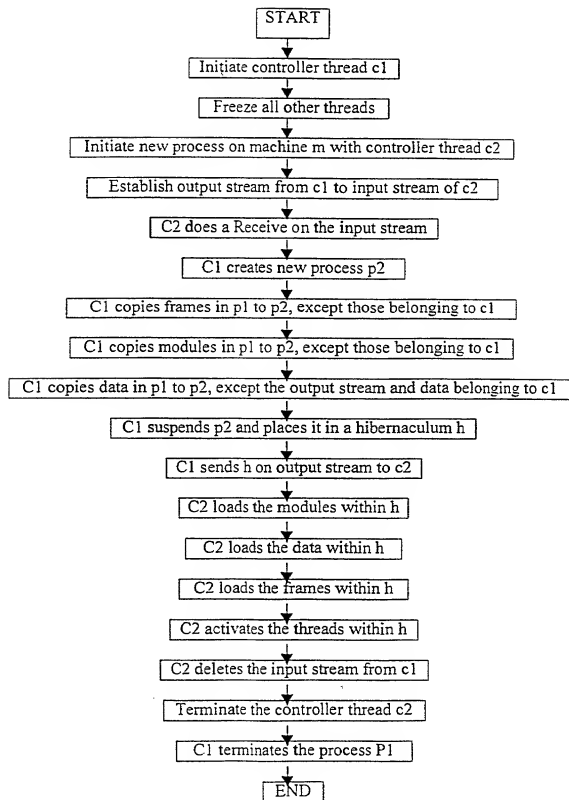 START
Initiate controller thread c1
Freeze all other threads
Initiate new process on machine m with controller thread c2
Establish output stream from c1 to input stream of c2
C2 does a Receive on the input stream
C1 creates new process p2
C1 copies frames in p1 to p2, except those belonging to c1
C1 copies modules in p1 to p2, except those belonging to c1
C1 copies data in p1 to p2, except the output stream and data belonging to c1
C1 suspends p2 and places it in a hibernaculum h
C1 sends h on output stream to c2
C2 loads the modules within h
C2 loads the data within h
C2 loads the frames within h
C2 activates the threads within h
C2 deletes the input stream from c1
Terminate the controller thread c2
C1 terminates the process P1
END